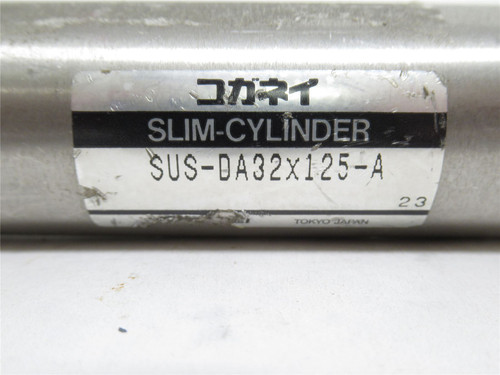 コガネイ
SLIM-CYLINDER
SUS-DA32x125-A
23
TOKYO JAPAN